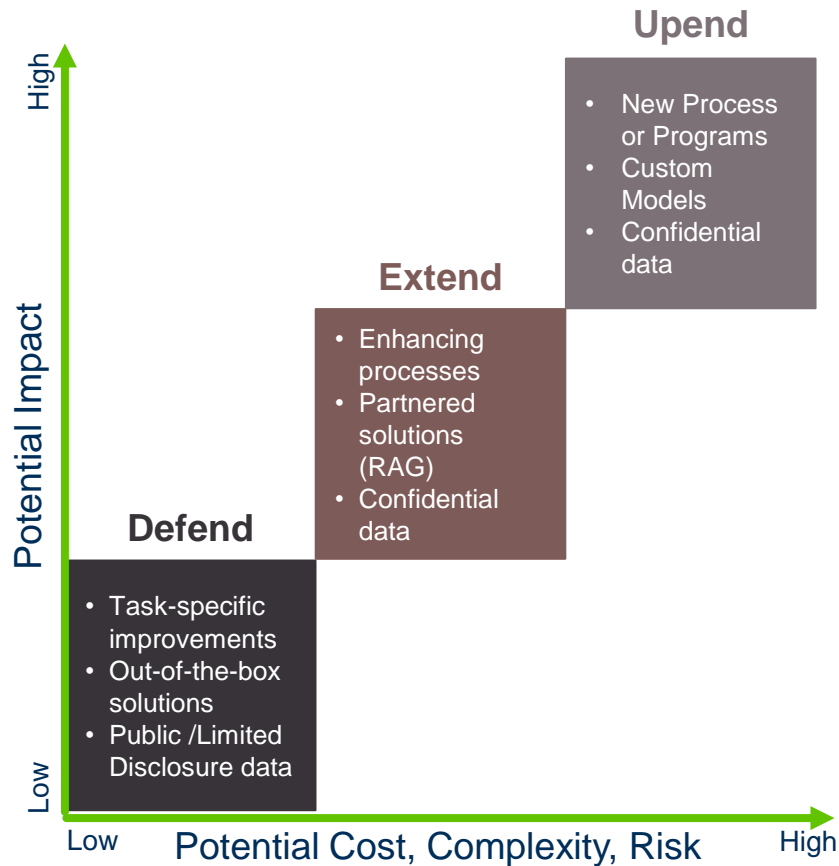 Upend
High
• New Process
or Programs
• Custom
Models
• Confidential
data
Extend
• Enhancing
processes
• Partnered
solutions
(RAG)
• Confidential
data
Potential Impact
Defend
• Task-specific
improvements
• Out-of-the-box
solutions
• Public /Limited
Disclosure data
Low
Low
Potential Cost, Complexity, Risk
High